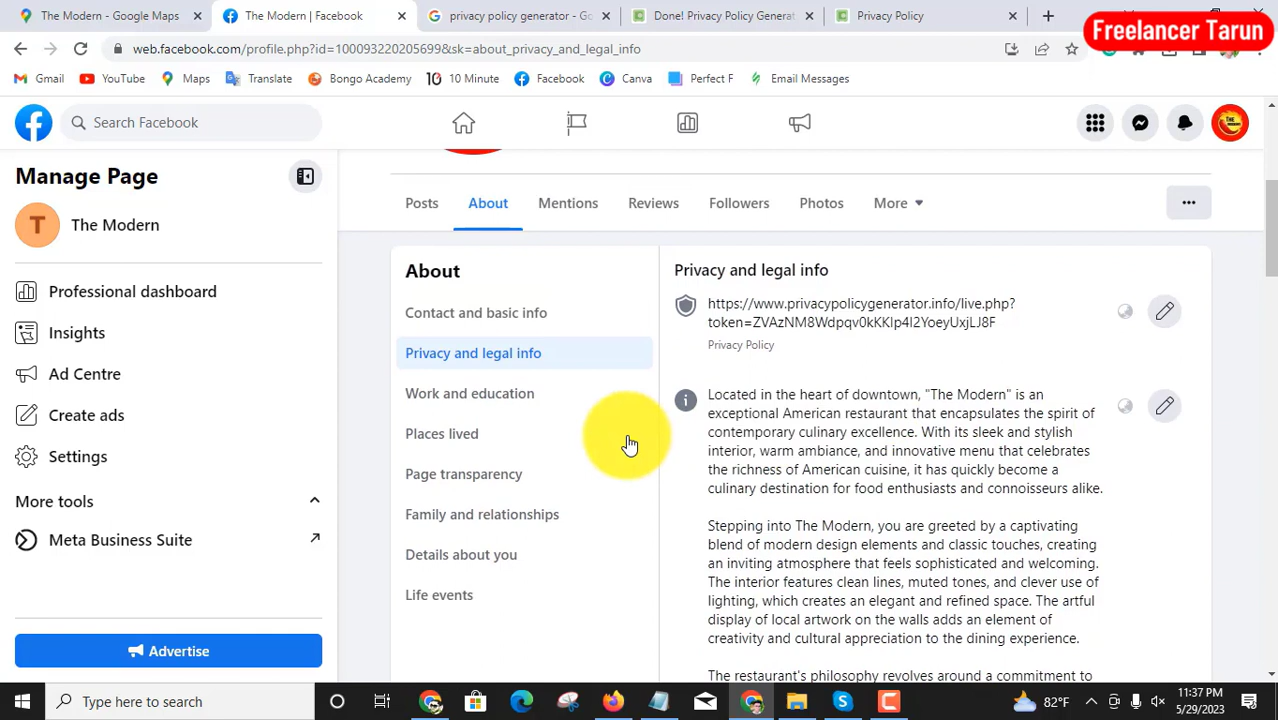 The Modern - Google Maps
The Modern | Facebook
privacy policy generator - Go
Done! Privacy Policy Generat
Privacy Policy
Freelancer Tarun
web.facebook.com/profile.php?id=100093220205699&sk=about_privacy_and_legal_info
Gmail
YouTube
Maps
Translate
Bongo Academy
10 Minute
Facebook
Canva
Perfect F
Email Messages
Search Facebook
Manage Page
T
The Modern
Professional dashboard
Insights
Ad Centre
Create ads
Settings
More tools
Meta Business Suite
Advertise
Posts
About
Mentions
Reviews
Followers
Photos
More
About
Contact and basic info
Privacy and legal info
Work and education
Places lived
Page transparency
Family and relationships
Details about you
Life events
Privacy and legal info
https://www.privacypolicygenerator.info/live.php?
token=ZVAzNM8Wdpqv0kKKlp4I2YoeyUxjLJ8F
Privacy Policy
Located in the heart of downtown, "The Modern" is an
exceptional American restaurant that encapsulates the spirit of
contemporary culinary excellence. With its sleek and stylish
interior, warm ambiance, and innovative menu that celebrates
the richness of American cuisine, it has quickly become a
culinary destination for food enthusiasts and connoisseurs alike.
Stepping into The Modern, you are greeted by a captivating
blend of modern design elements and classic touches, creating
an inviting atmosphere that feels sophisticated and welcoming.
The interior features clean lines, muted tones, and clever use of
lighting, which creates an elegant and refined space. The artful
display of local artwork on the walls adds an element of
creativity and cultural appreciation to the dining experience.
The restaurant's philosophy revolves around a commitment to
Type here to search
82°F
11:37 PM
5/29/2023